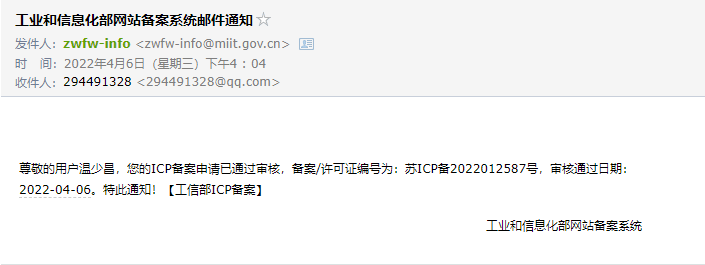 工业和信息化部网站备案系统邮件通知☆
发件人：zwfw-info <zwfw-info@miit.gov.cn>
时　间：2022年4月6日（星期三）下午4：04
收件人：294491328 <294491328@qq.com>
尊敬的用户温少昌，您的ICP备案申请已通过审核，备案/许可证编号为：苏ICP备2022012587号，审核通过日期：
2022-04-06。特此通知！【工信部ICP备案】
工业和信息化部网站备案系统